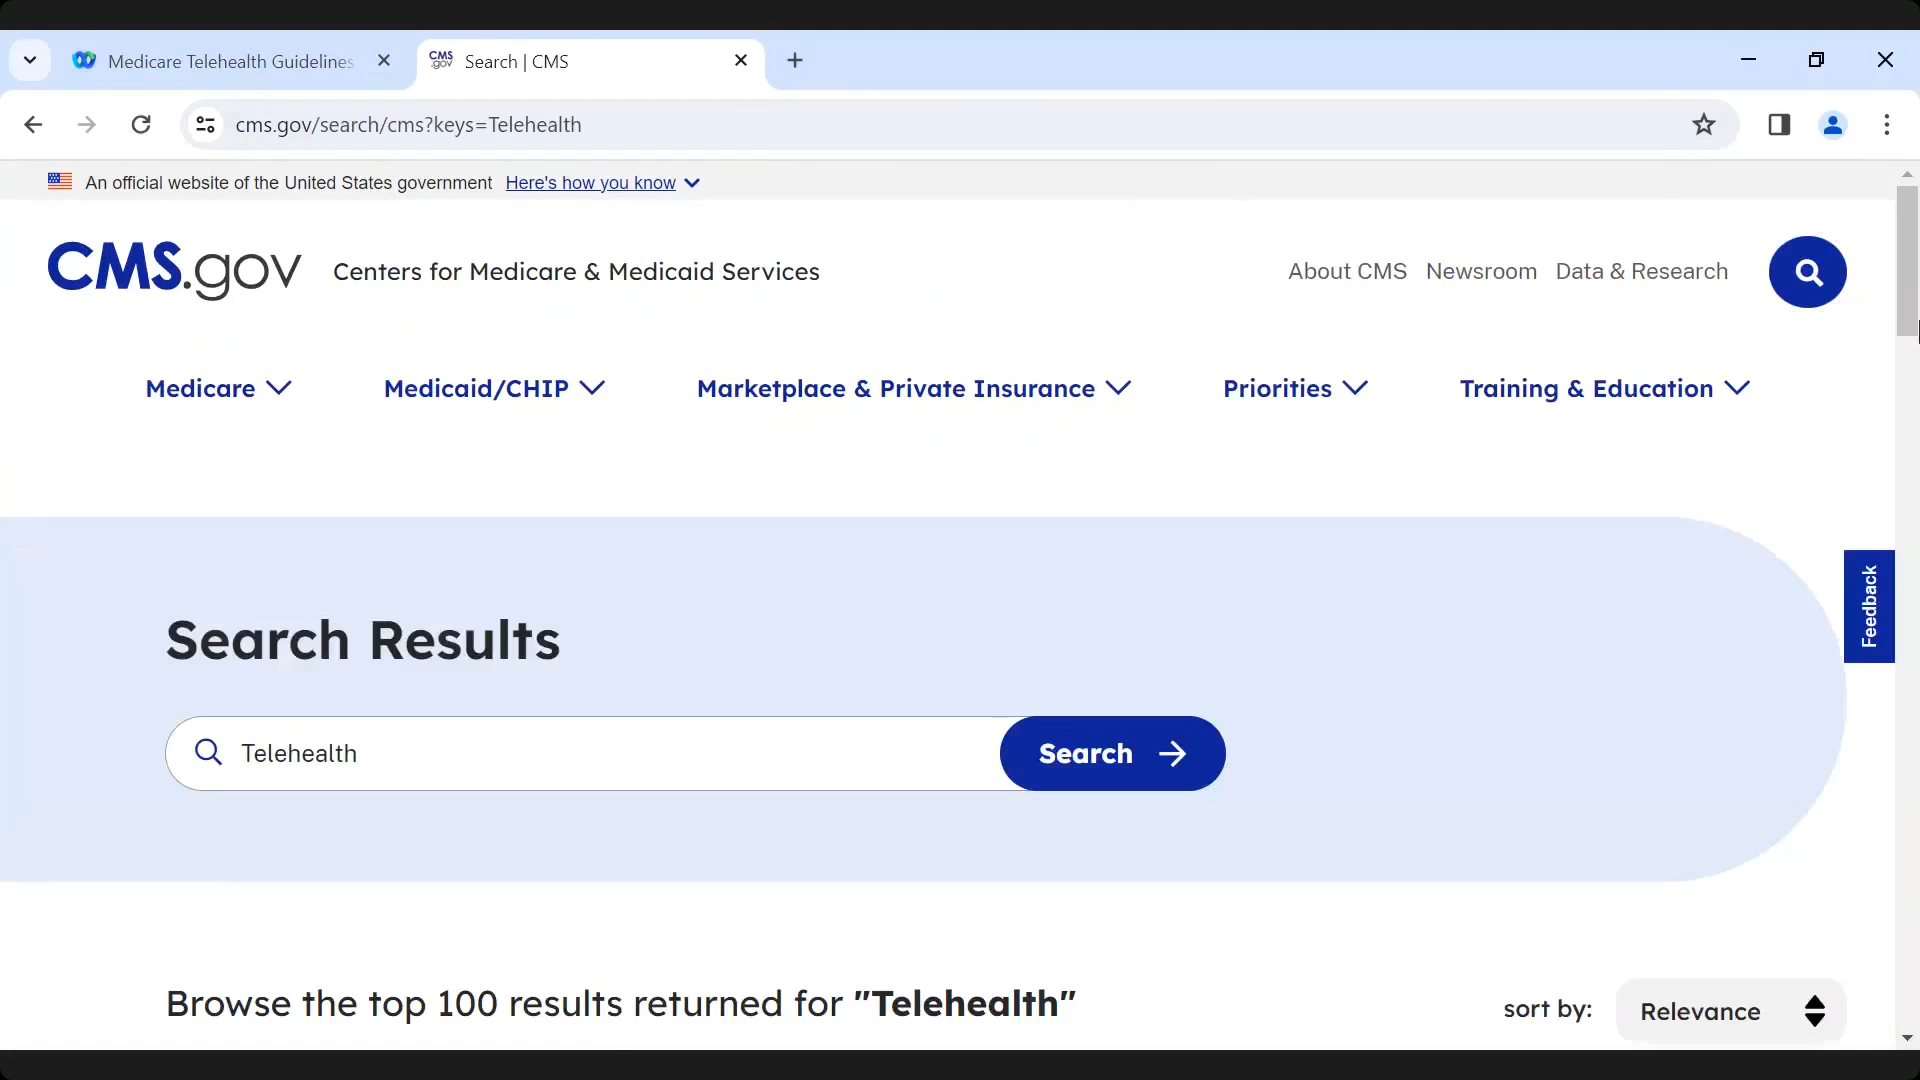 Medicare Telehealth Guidelines
CMS.gov Search | CMS
cms.gov/search/cms?keys=Telehealth
An official website of the United States government Here's how you know
CMS.gov Centers for Medicare & Medicaid Services About CMS Newsroom Data & Research
Medicare Medicaid/CHIP Marketplace & Private Insurance Priorities Training & Education
Feedback
Search Results
Telehealth Search
Browse the top 100 results returned for "Telehealth" sort by: Relevance